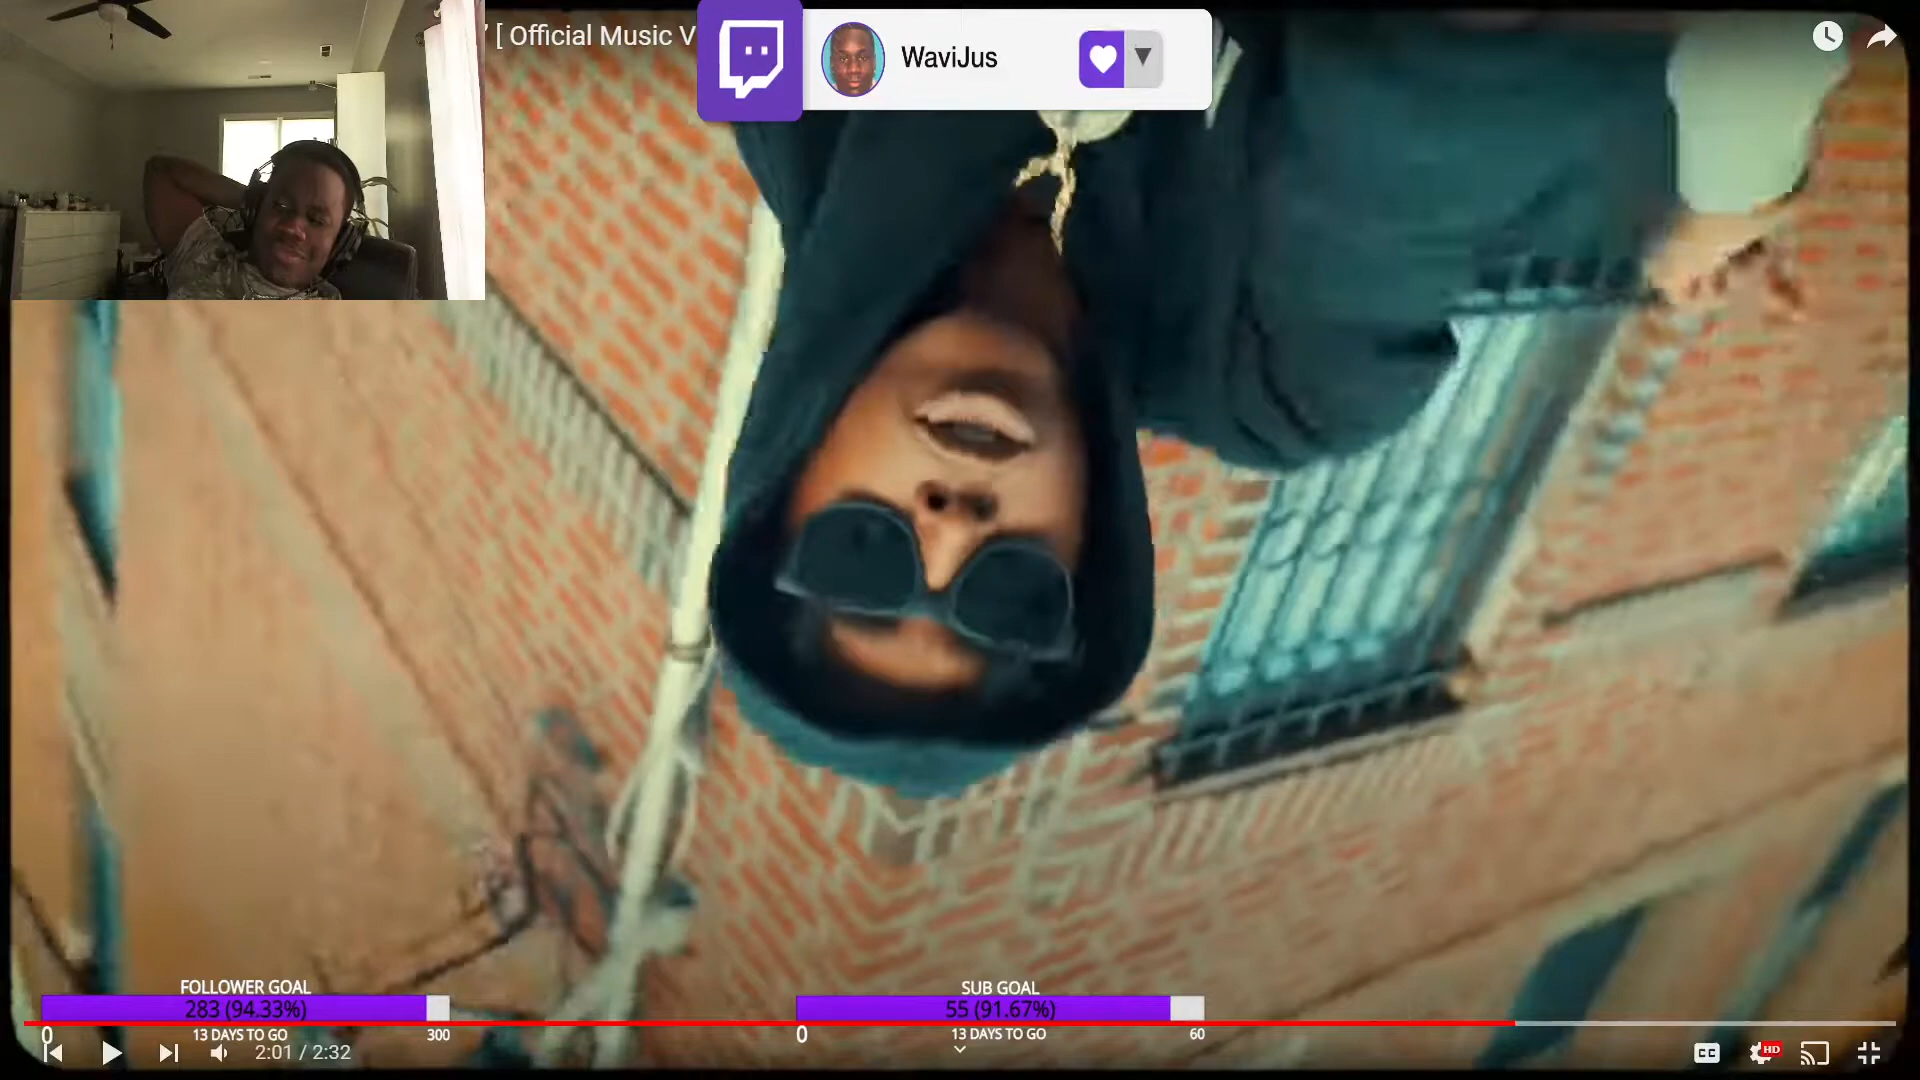 ' [ Official Music V
WaviJus
FOLLOWER GOAL
283 (94.33%)
0
13 DAYS TO GO
300
SUB GOAL
55 (91.67%)
0
13 DAYS TO GO
60
2:01 / 2:32
CC
HD